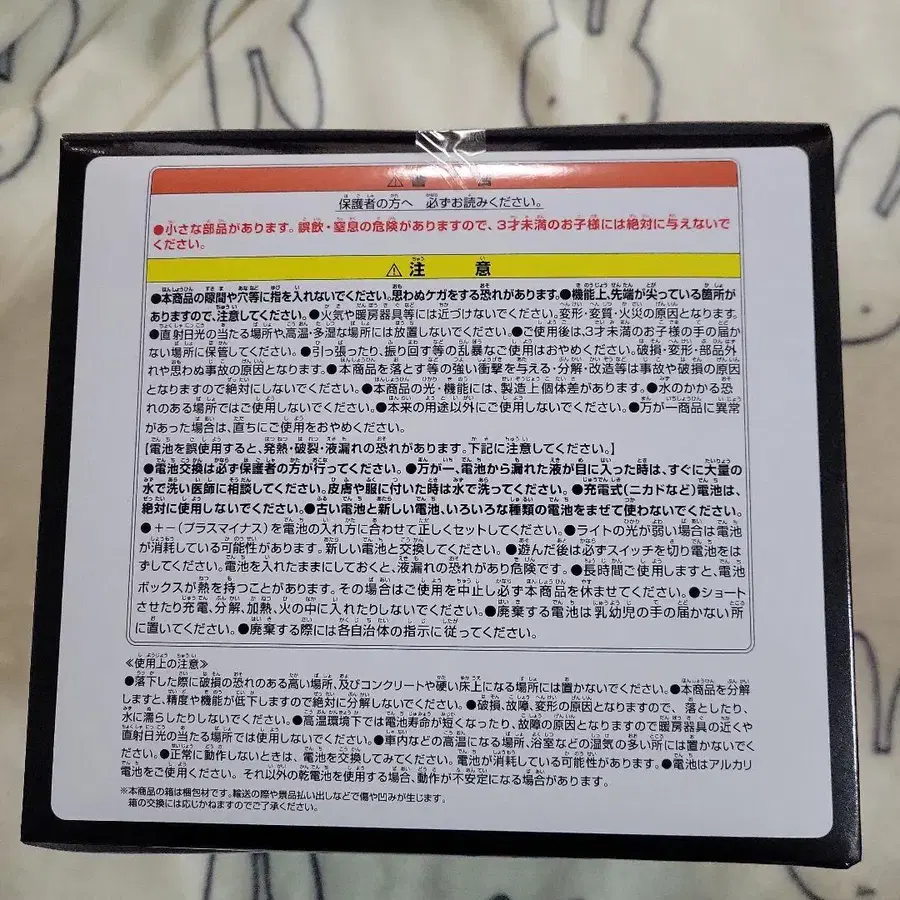 保護者の方へ 必ずお読みください。
●小さな部品があります。誤飲・窒息の危険がありますので、3才未満のお子様には絶対に与えないで
ください。
⚠注 意
●本商品の隙間や穴等に指を入れないでください。思わぬケガをする恐れがあります。●機能上、先端が尖っている箇所が
ありますので、注意してください。●火気や暖房器具等には近づけないでください。変形・変質・火災の原因となります。
●直射日光の当たる場所や高温・多湿な場所には放置しないでください。●ご使用後は3才未満のお子様の手の届か
ない場所に保管してください。●引っ張ったり、振り回す等の乱暴なご使用はおやめください。破損・変形・部品外
れや思わぬ事故の原因となります。●本商品を落とす等の強い衝撃を与える・分解・改造等は事故や破損の原因
となりますので絶対にしないでください。●本商品の光・機能には、製造上個体差があります。●水のかかる恐
れのある場所ではご使用しないでください。●本来の用途以外にご使用しないでください。●万が一商品に異常
があった場合は、直ちにご使用をおやめください。
【電池を誤使用すると、発熱・破裂・液漏れの恐れがあります。下記に注意してください。】
●電池交換は必ず保護者の方が行ってください。●万が一、電池から漏れた液が目に入った時は、すぐに大量の
水で洗い医師に相談してください。皮膚や服に付いた時は水で洗ってください。●充電式(ニカドなど)電池は、
絶対に使用しないでください。●古い電池と新しい電池、いろいろな種類の電池をまぜて使わないでください。
●＋－(プラスマイナス)を電池の入れ方に合わせて正しくセットしてください。●ライトの光が弱い場合は電池
が消耗している可能性があります。新しい電池と交換してください。●遊んだ後は必ずスイッチを切り電池をは
ずしてください。電池を入れたままにしておくと、液漏れの恐れがあり危険です。●長時間ご使用しますと、電池
ボックスが熱を持つことがあります。その場合はご使用を中止し必ず本商品を休ませてください。●ショート
させたり充電、分解、加熱、火の中に入れたりしないでください。●廃棄する電池は乳幼児の手の届かない所
に置いてください。●廃棄する際には各自治体の指示に従ってください。
≪使用上の注意≫
●落下した際に破損の恐れのある高い場所、及びコンクリートや硬い床上になる場所には置かないでください。●本商品を分解
しますと、精度や機能が低下しますので絶対に分解しないでください。●破損、故障、変形の原因となりますので、落としたり、
水に濡らしたりしないでください。●高温環境下では電池寿命が短くなったり、故障の原因となりますので暖房器具の近くや
直射日光の当たる場所では使用しないでください。●車内などの高温になる場所、浴室などの湿気の多い所には置かないでく
ださい。●正常に動作しないときは、電池を交換してみてください。電池が消耗している可能性があります。●電池はアルカリ
電池をご使用ください。それ以外の乾電池を使用する場合、動作が不安定になる場合があります。
※本商品の箱は梱包材です。輸送の際や景品払い出しなどで傷や凹みが生じます。
箱の交換には応じかねますのでご了承ください。